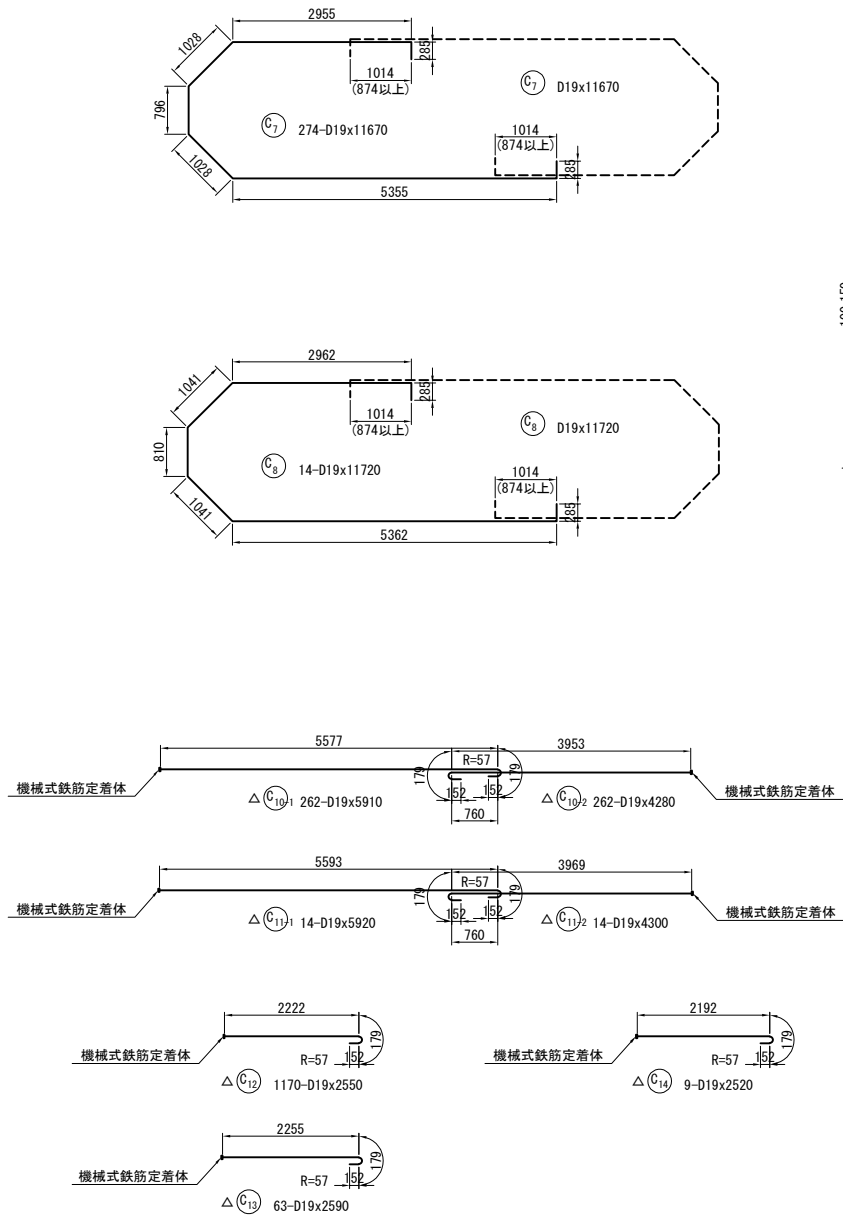 2955
1028
285
1014
(874以上)
C7 D19x11670
796
C7 274-D19x11670
1014
(874以上)
1028
285
5355
2962
1041
285
1014
(874以上)
C8 D19x11720
810
C8 14-D19x11720
1014
(874以上)
1041
285
5362
5577
3953
R=57
179
179
機械式鉄筋定着体
152
152
機械式鉄筋定着体
△ C10-1 262-D19x5910
△ C10-2 262-D19x4280
760
5593
3969
R=57
179
179
機械式鉄筋定着体
152
152
機械式鉄筋定着体
△ C11-1 14-D19x5920
△ C11-2 14-D19x4300
760
2222
179
機械式鉄筋定着体
R=57
152
△ C12 1170-D19x2550
2192
179
機械式鉄筋定着体
R=57
152
△ C14 9-D19x2520
2255
179
機械式鉄筋定着体
R=57
152
△ C13 63-D19x2590